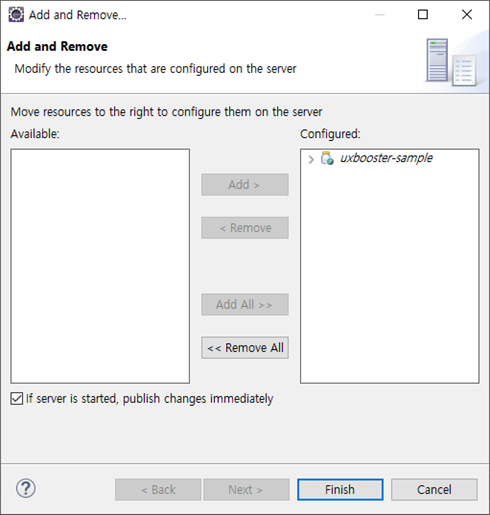 Add and Remove...
Add and Remove
Modify the resources that are configured on the server
Move resources to the right to configure them on the server
Available:
Configured:
uxbooster-sample
Add >
< Remove
Add All >>
<< Remove All
If server is started, publish changes immediately
?
< Back
Next >
Finish
Cancel